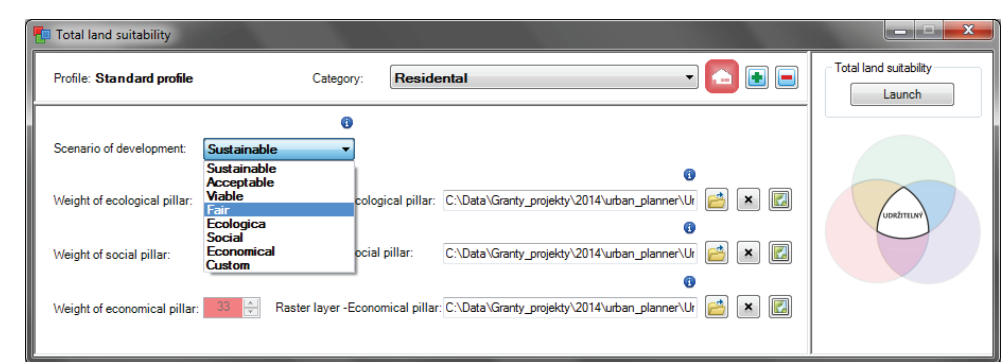 Total land suitability
Profile: Standard profile
Category:
Residental
Total land suitability
Launch
Scenario of development:
Sustainable
Sustainable
Acceptable
Viable
Fair
Ecologica
Social
Economical
Custom
Weight of ecological pillar:
cological pillar:
C:\Data\Granty_projekty\2014\urban_planner\Ur
Weight of social pillar:
ocial pillar:
C:\Data\Granty_projekty\2014\urban_planner\Ur
Weight of economical pillar:
33
Raster layer -Economical pillar:
C:\Data\Granty_projekty\2014\urban_planner\Ur
UDRŽITELNÝ